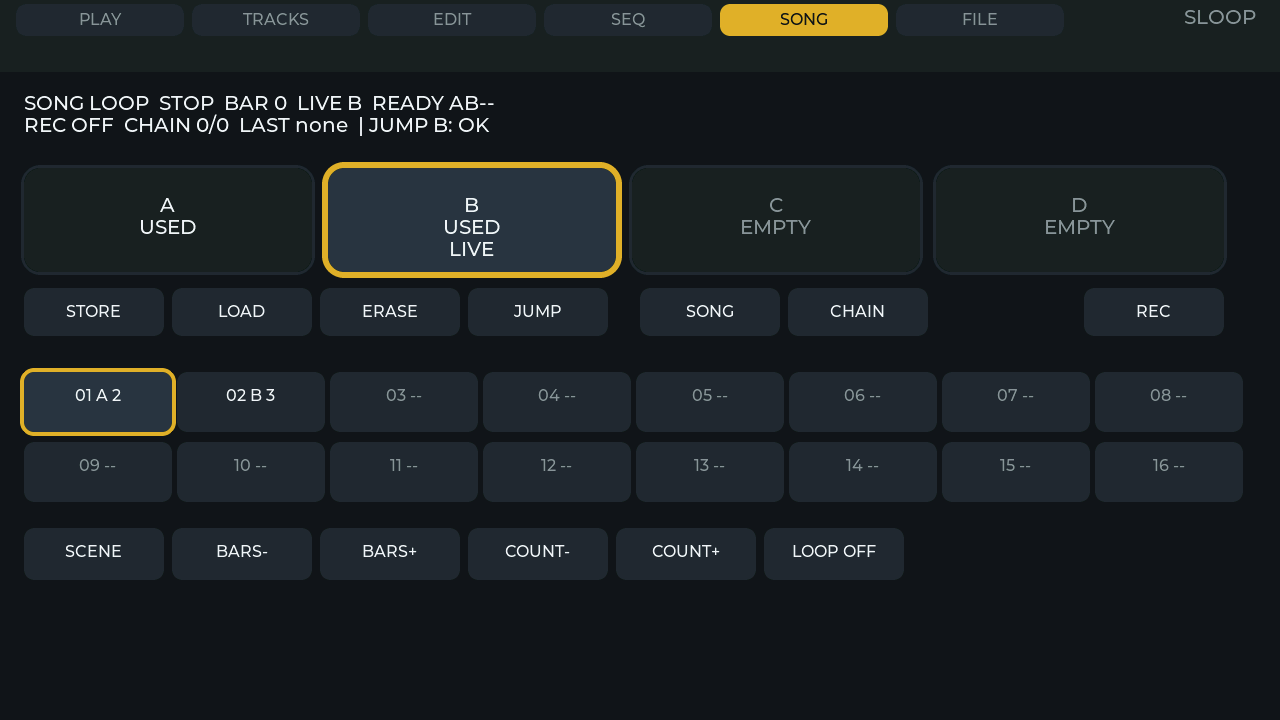 PLAY TRACKS EDIT SEQ SONG FILE SLOOP
SONG LOOP STOP BAR 0 LIVE B READY AB--
REC OFF CHAIN 0/0 LAST none | JUMP B: OK
A
USED
B
USED
LIVE
C
EMPTY
D
EMPTY
STORE LOAD ERASE JUMP SONG CHAIN REC
01 A 2 02 B 3 03 -- 04 -- 05 -- 06 -- 07 -- 08 --
09 -- 10 -- 11 -- 12 -- 13 -- 14 -- 15 -- 16 --
SCENE BARS- BARS+ COUNT- COUNT+ LOOP OFF